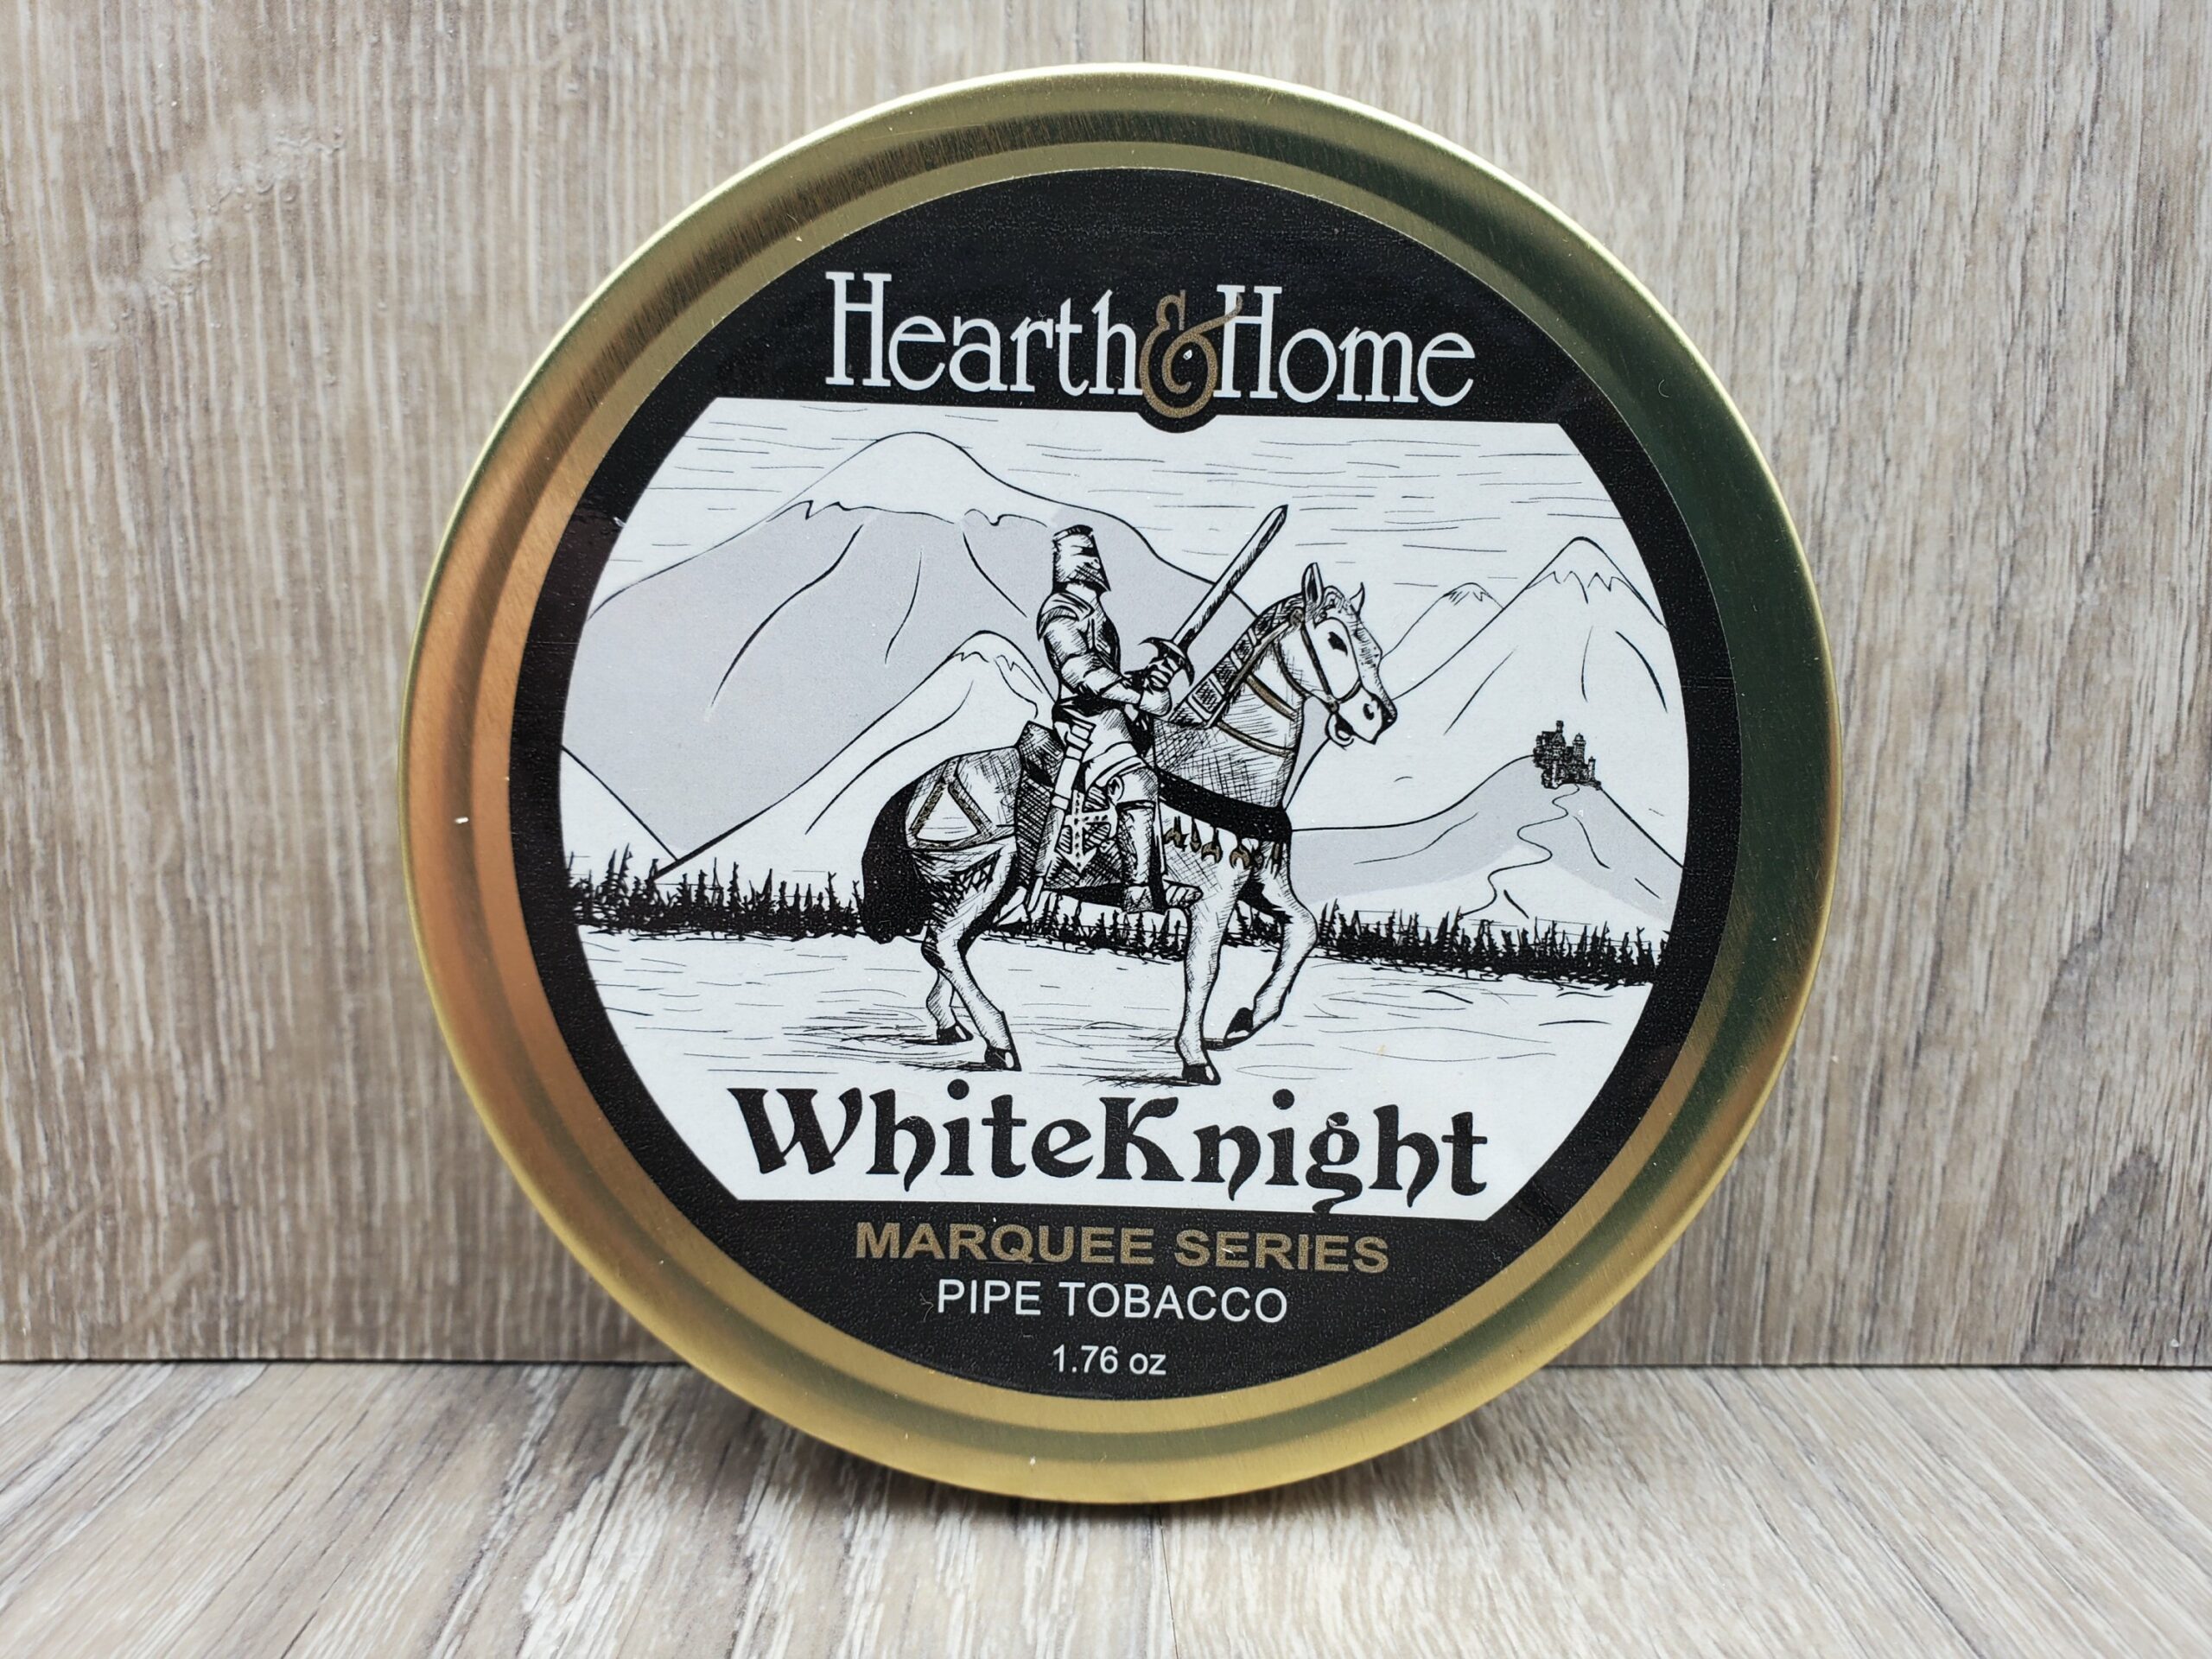 Hearth&Home
WhiteKnight
MARQUEE SERIES
PIPE TOBACCO
1.76 oz